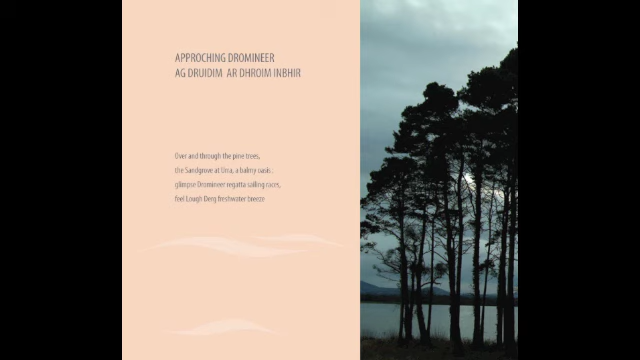 APPROCHING DROMINEER
AG DRUIDIM AR DHROIM INBHIR
Over and through the pine trees,
the Sandgrove at Urra, a balmy oasis ;
glimpse Dromineer regatta sailing races,
feel Lough Derg freshwater breeze